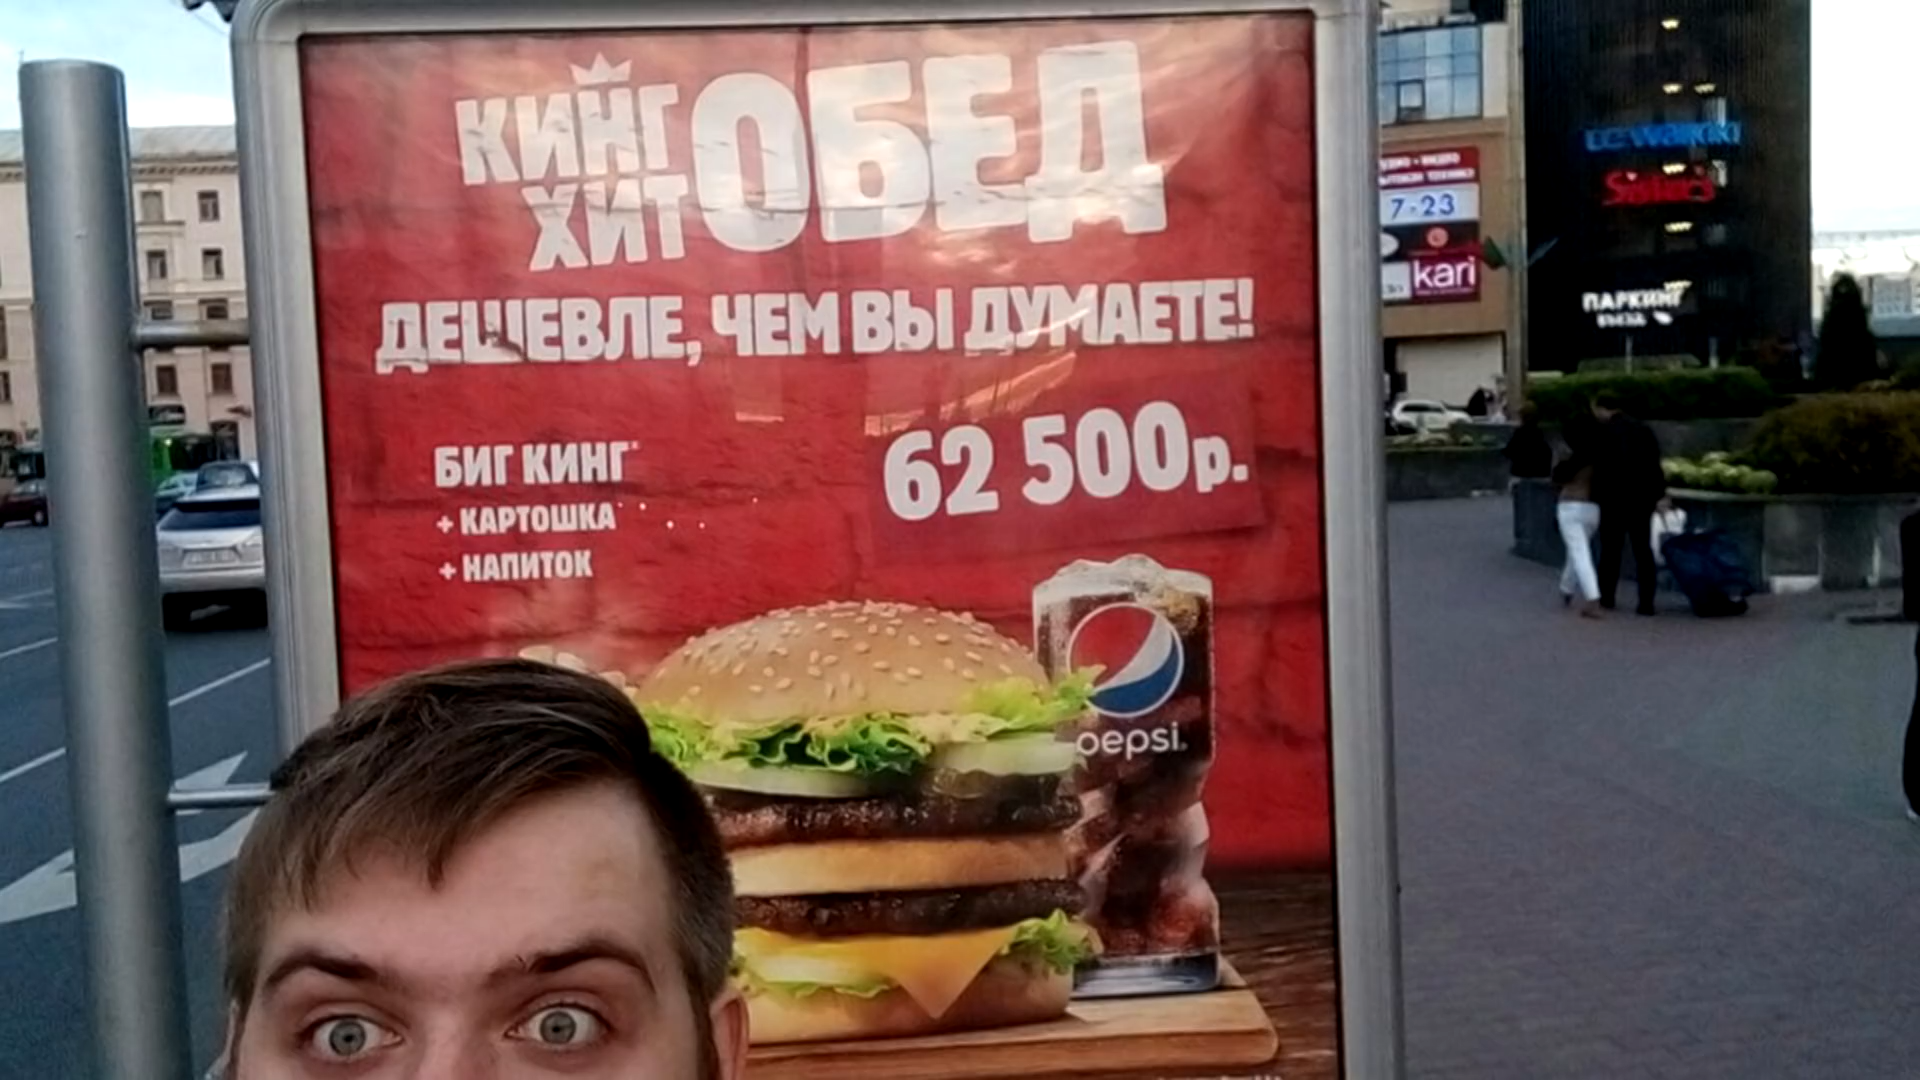 КИНГ
ХИТ
ОБЕД
ДЕШЕВЛЕ, ЧЕМ ВЫ ДУМАЕТЕ!
БИГ КИНГ
+ КАРТОШКА
+ НАПИТОК
62 500р.
pepsi
7-23
kari
LC Waikiki
ПАРКИНГ